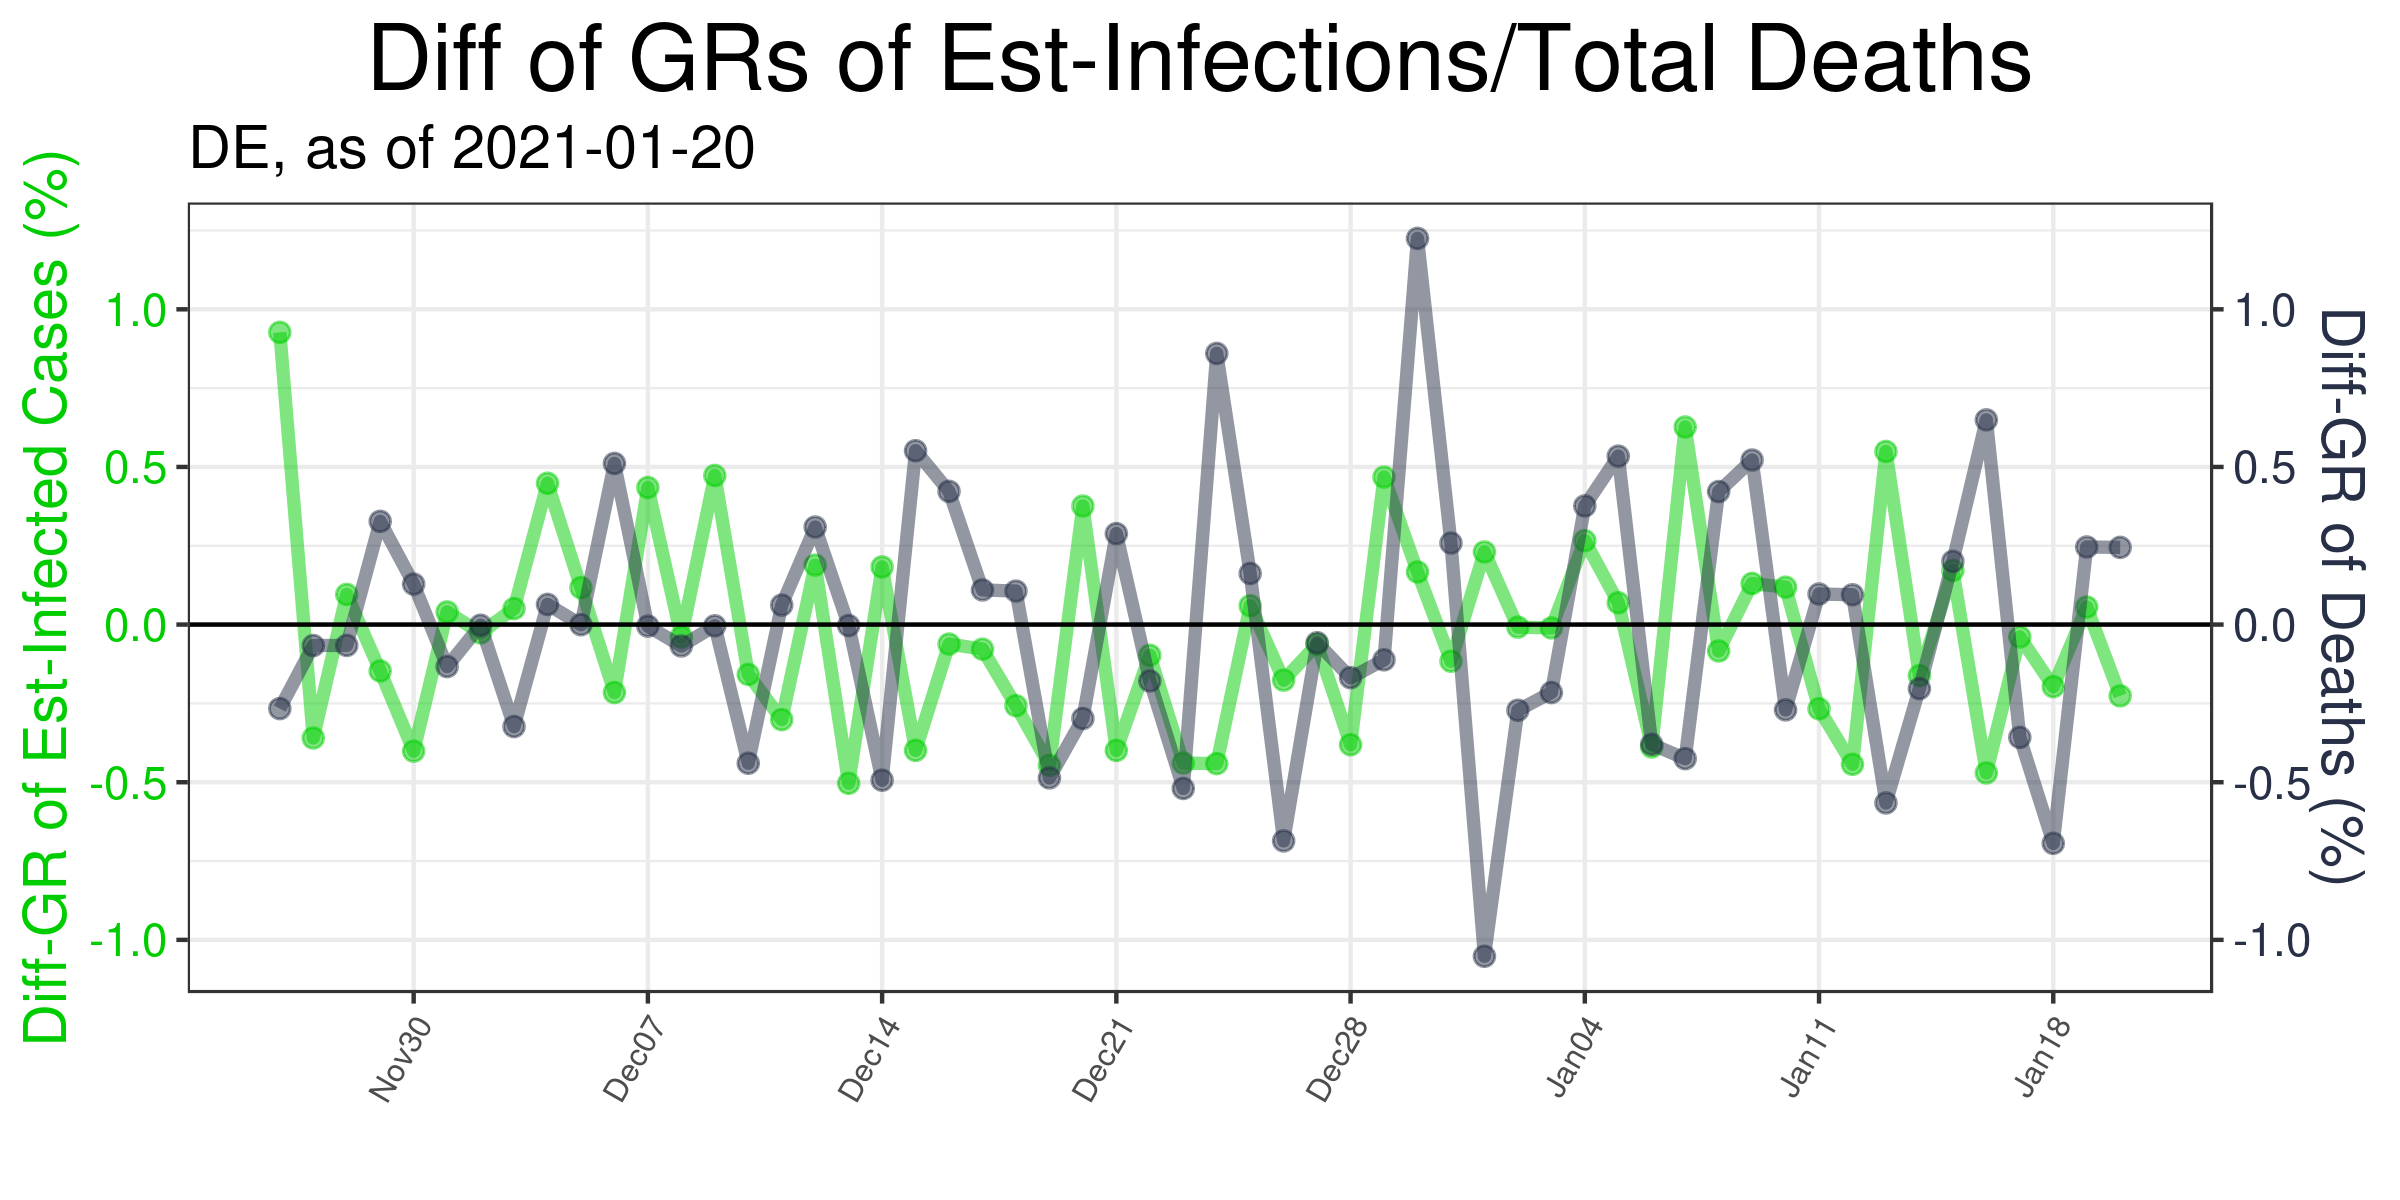 Diff of GRs of Est-Infections/Total Deaths
DE, as of 2021-01-20
Diff-GR of Est-Infected Cases (%)
1.0
0.5
0.0
-0.5
-1.0
1.0
0.5
0.0
-0.5
-1.0
Diff-GR of Deaths (%)
Nov30
Dec07
Dec14
Dec21
Dec28
Jan04
Jan11
Jan18